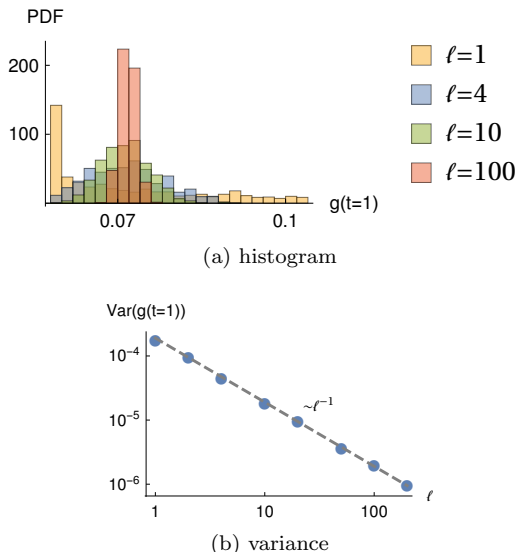 PDF
200
100
0.07
0.1
g(t=1)
ℓ=1
ℓ=4
ℓ=10
ℓ=100
(a) histogram
Var(g(t=1))
10⁻⁴
10⁻⁵
10⁻⁶
~ℓ⁻¹
1
10
100
ℓ
(b) variance